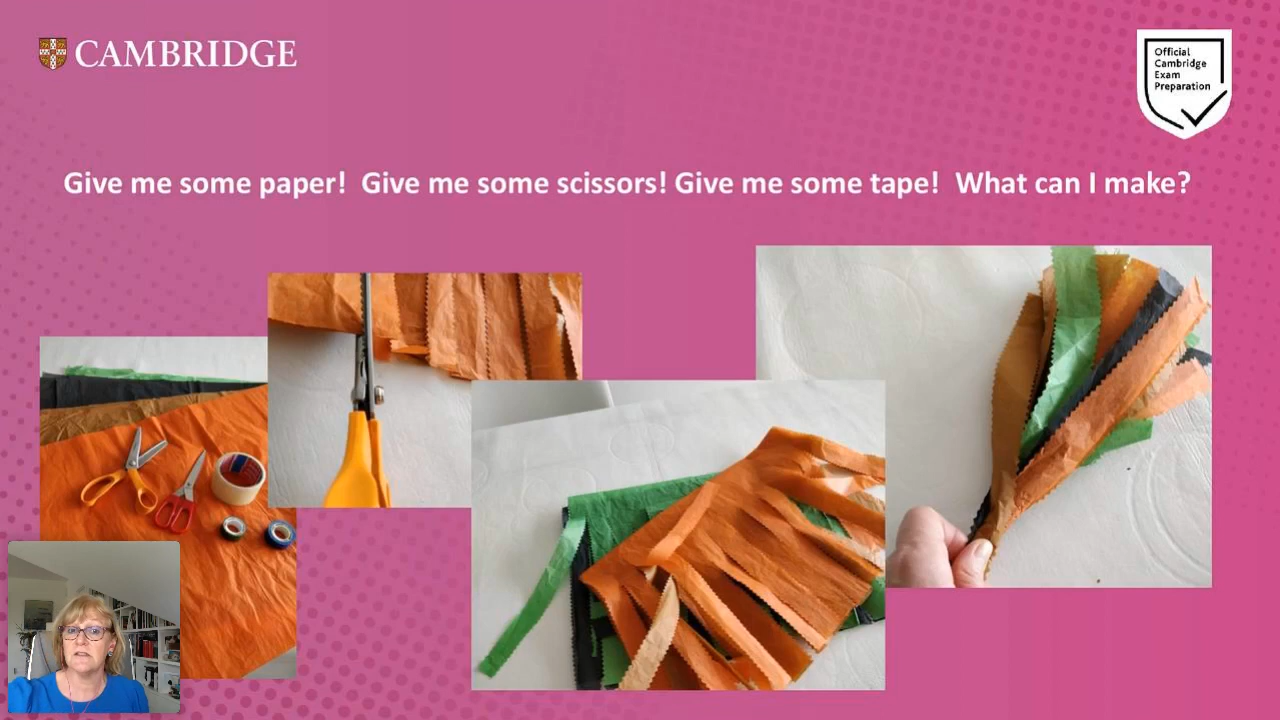 CAMBRIDGE
Official
Cambridge
Exam
Preparation
Give me some paper!  Give me some scissors! Give me some tape!  What can I make?